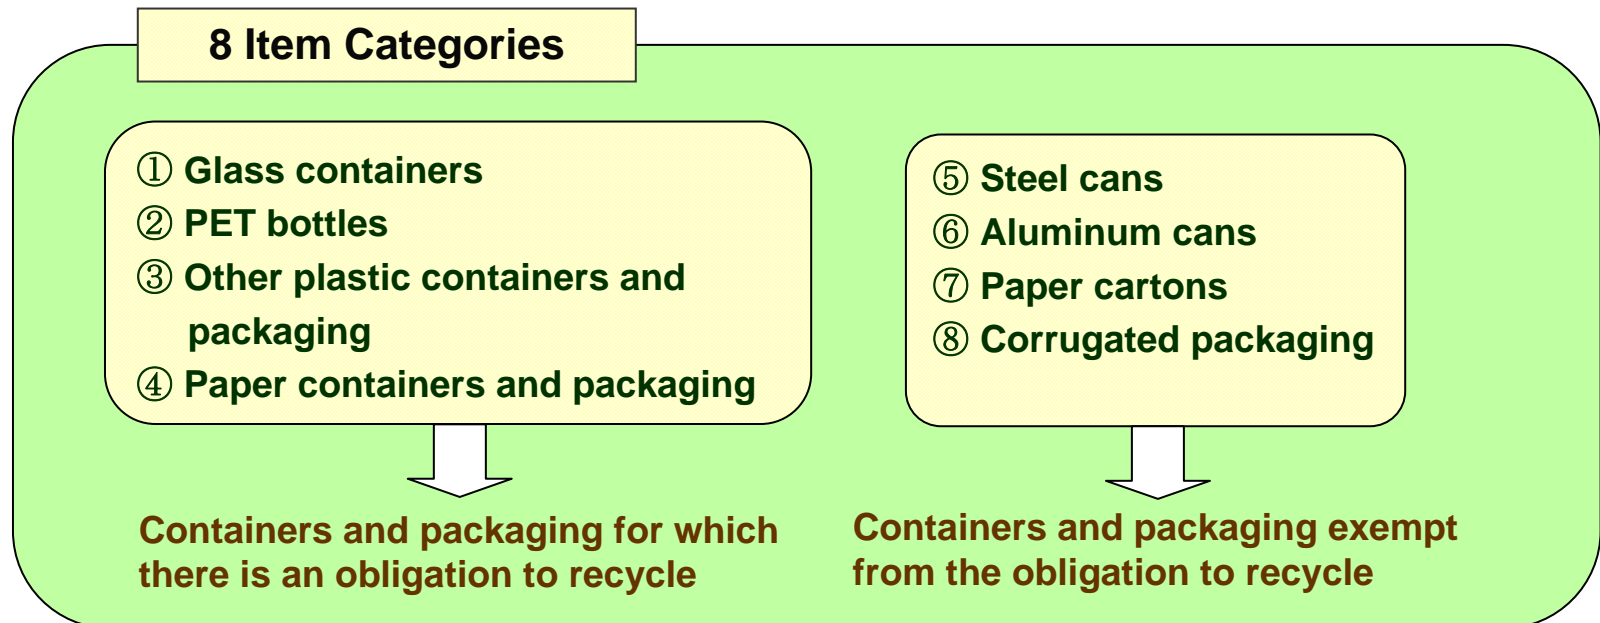 8 Item Categories
① Glass containers
② PET bottles
③ Other plastic containers and
packaging
④ Paper containers and packaging
⑤ Steel cans
⑥ Aluminum cans
⑦ Paper cartons
⑧ Corrugated packaging
Containers and packaging for which
there is an obligation to recycle
Containers and packaging exempt
from the obligation to recycle